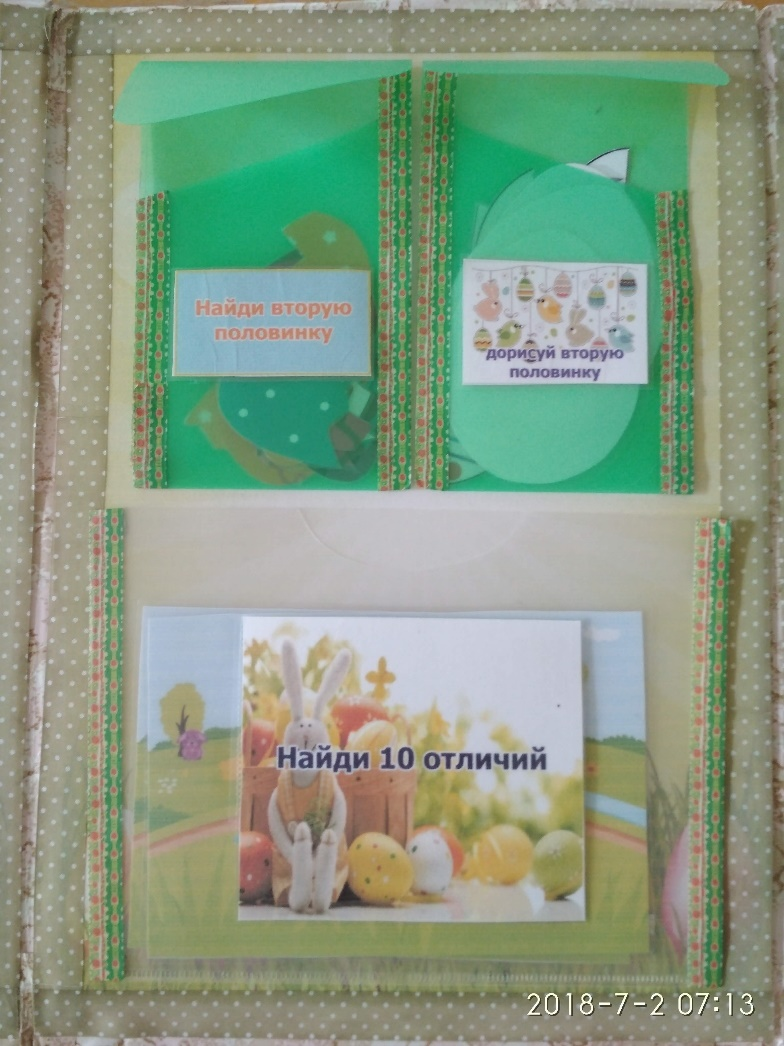 Найди вторую
половинку
дорисуй вторую
половинку
Найди 10 отличий
2018-7-2 07:13